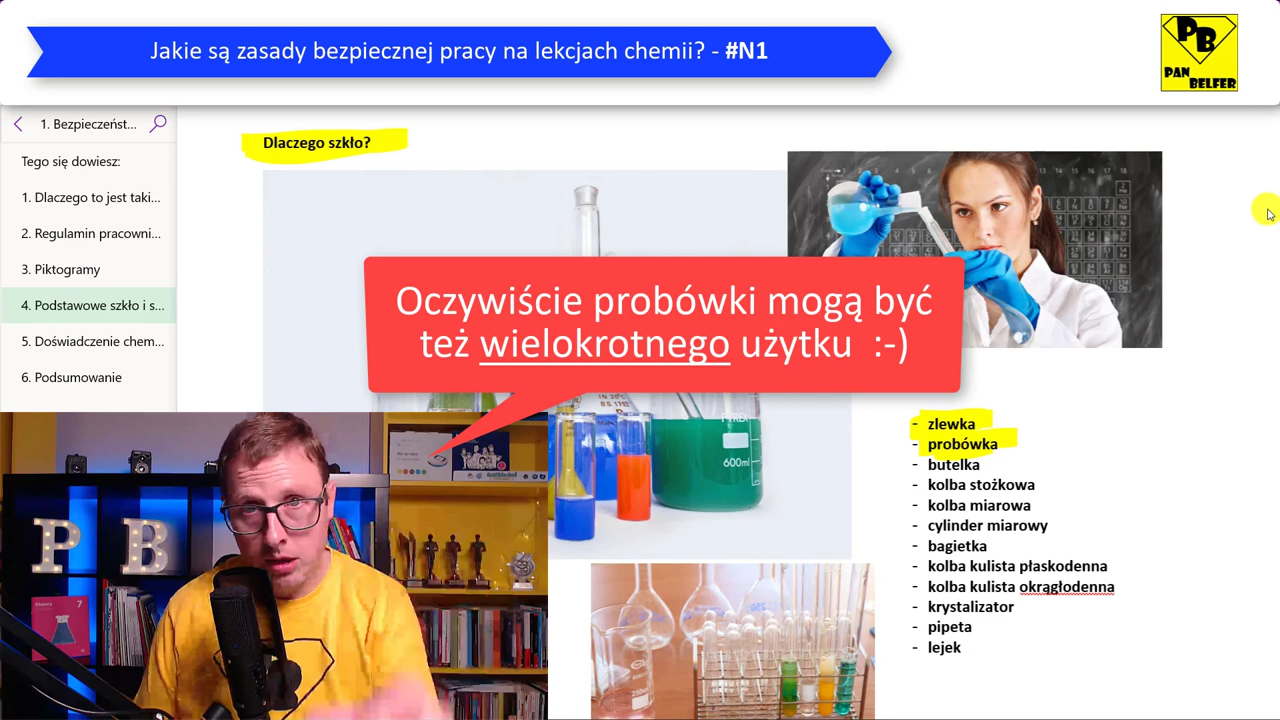 Jakie są zasady bezpiecznej pracy na lekcjach chemii? - #N1
PB
PAN
BELFER
1. Bezpieczeńst...
Tego się dowiesz:
1. Dlaczego to jest taki...
2. Regulamin pracowni...
3. Piktogramy
4. Podstawowe szkło i s...
5. Doświadczenie chem...
6. Podsumowanie
Dlaczego szkło?
Oczywiście probówki mogą być
też wielokrotnego użytku :-)
600ml
- zlewka
- probówka
- butelka
- kolba stożkowa
- kolba miarowa
- cylinder miarowy
- bagietka
- kolba kulista płaskodenna
- kolba kulista okrągłodenna
- krystalizator
- pipeta
- lejek
P B
7